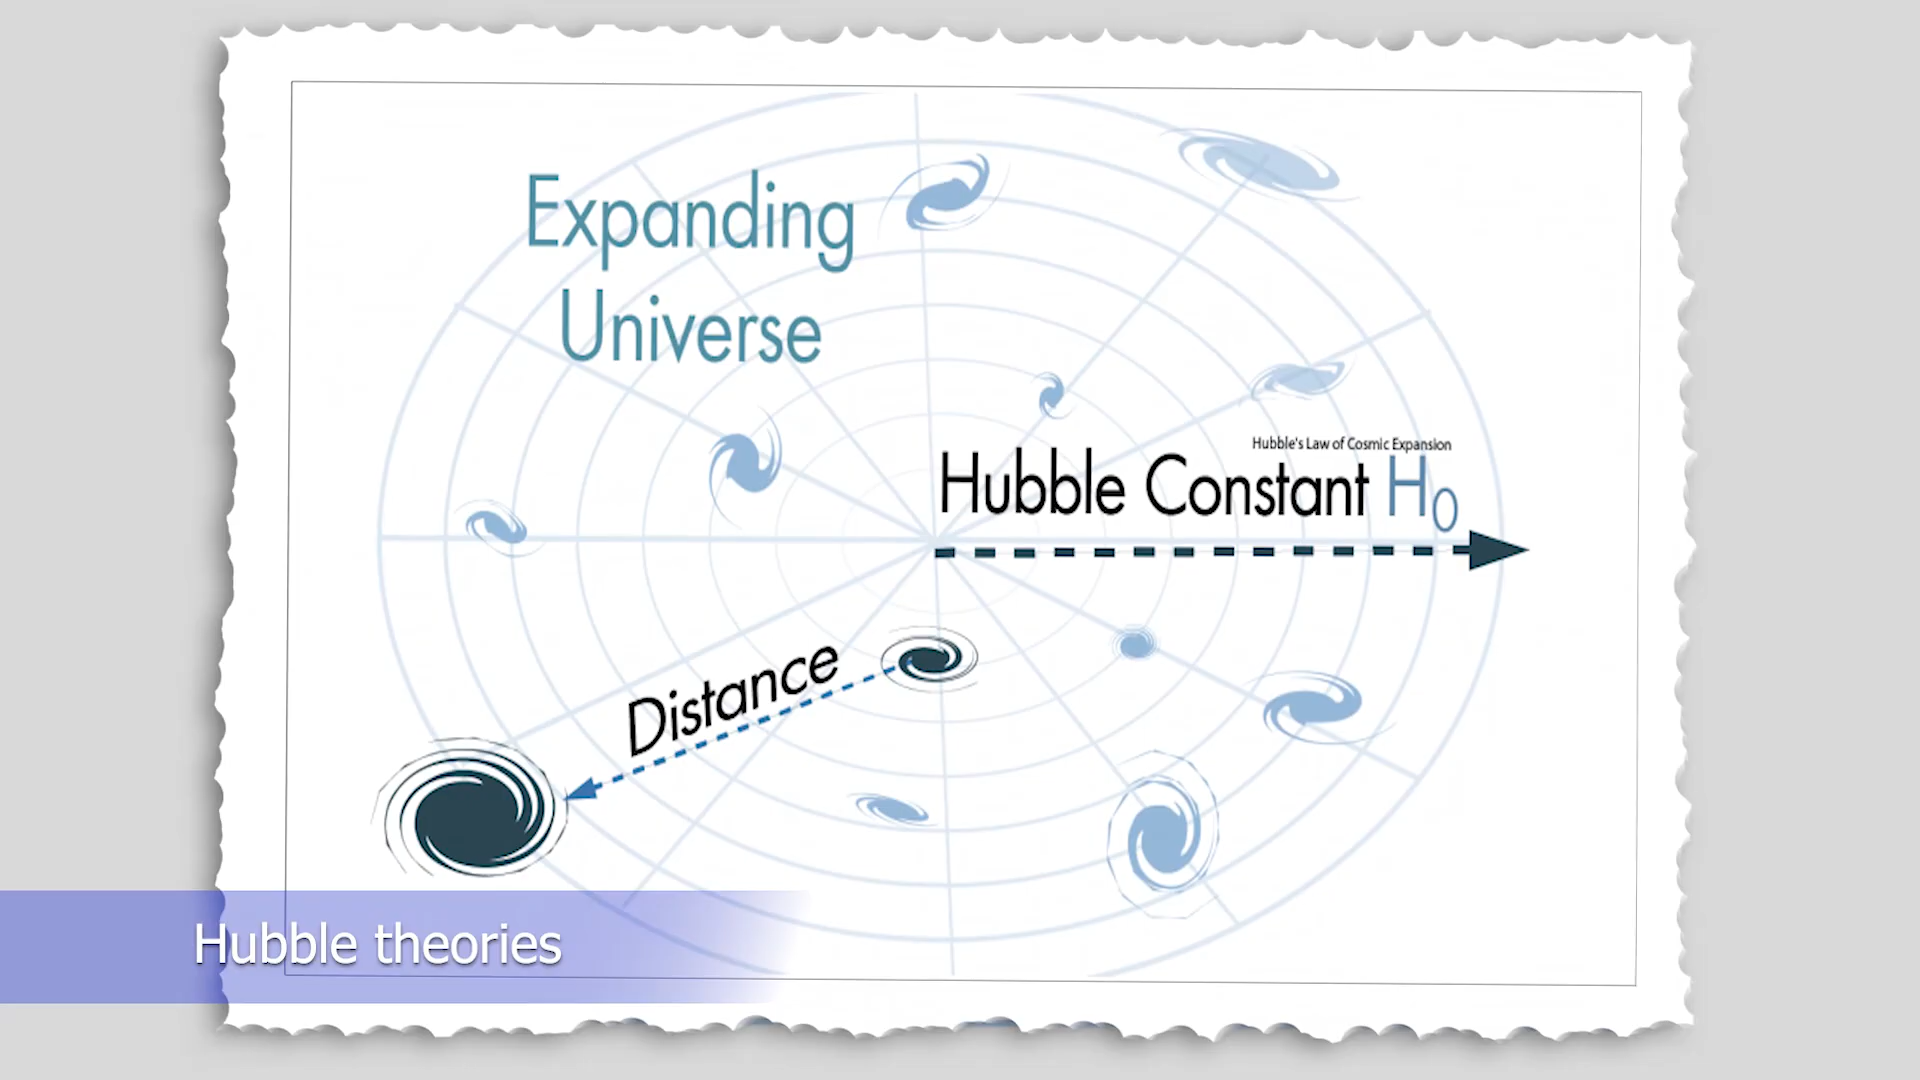 Expanding
Universe
Hubble's Law of Cosmic Expansion
Hubble Constant H₀
Distance
Hubble theories